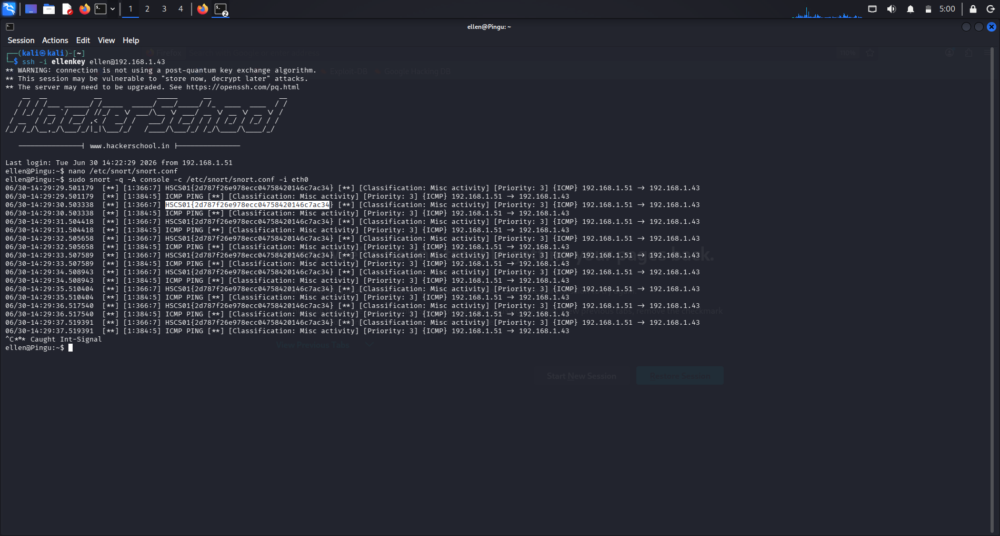 1 2 3 4 2 5:00
ellen@Pingu: ~
Session Actions Edit View Help
(kali㉿kali)-[~]
$ ssh -i ellenkey ellen@192.168.1.43
** WARNING: connection is not using a post-quantum key exchange algorithm.
** This session may be vulnerable to "store now, decrypt later" attacks.
** The server may need to be upgraded. See https://openssh.com/pq.html
HackerSchool
www.hackerschool.in
Last login: Tue Jun 30 14:22:29 2026 from 192.168.1.51
ellen@Pingu:~$ nano /etc/snort/snort.conf
ellen@Pingu:~$ sudo snort -q -A console -c /etc/snort/snort.conf -i eth0
06/30-14:29:29.501179 [**] [1:366:7] HSCS01{2d787f26e978ecc04758420146c7ac34} [**] [Classification: Misc activity] [Priority: 3] {ICMP} 192.168.1.51 → 192.168.1.43
06/30-14:29:29.501179 [**] [1:384:5] ICMP PING [**] [Classification: Misc activity] [Priority: 3] {ICMP} 192.168.1.51 → 192.168.1.43
06/30-14:29:30.503338 [**] [1:366:7] HSCS01{2d787f26e978ecc04758420146c7ac34} [**] [Classification: Misc activity] [Priority: 3] {ICMP} 192.168.1.51 → 192.168.1.43
06/30-14:29:30.503338 [**] [1:384:5] ICMP PING [**] [Classification: Misc activity] [Priority: 3] {ICMP} 192.168.1.51 → 192.168.1.43
06/30-14:29:31.504418 [**] [1:366:7] HSCS01{2d787f26e978ecc04758420146c7ac34} [**] [Classification: Misc activity] [Priority: 3] {ICMP} 192.168.1.51 → 192.168.1.43
06/30-14:29:31.504418 [**] [1:384:5] ICMP PING [**] [Classification: Misc activity] [Priority: 3] {ICMP} 192.168.1.51 → 192.168.1.43
06/30-14:29:32.505658 [**] [1:366:7] HSCS01{2d787f26e978ecc04758420146c7ac34} [**] [Classification: Misc activity] [Priority: 3] {ICMP} 192.168.1.51 → 192.168.1.43
06/30-14:29:32.505658 [**] [1:384:5] ICMP PING [**] [Classification: Misc activity] [Priority: 3] {ICMP} 192.168.1.51 → 192.168.1.43
06/30-14:29:33.507589 [**] [1:366:7] HSCS01{2d787f26e978ecc04758420146c7ac34} [**] [Classification: Misc activity] [Priority: 3] {ICMP} 192.168.1.51 → 192.168.1.43
06/30-14:29:33.507589 [**] [1:384:5] ICMP PING [**] [Classification: Misc activity] [Priority: 3] {ICMP} 192.168.1.51 → 192.168.1.43
06/30-14:29:34.508943 [**] [1:366:7] HSCS01{2d787f26e978ecc04758420146c7ac34} [**] [Classification: Misc activity] [Priority: 3] {ICMP} 192.168.1.51 → 192.168.1.43
06/30-14:29:34.508943 [**] [1:384:5] ICMP PING [**] [Classification: Misc activity] [Priority: 3] {ICMP} 192.168.1.51 → 192.168.1.43
06/30-14:29:35.510404 [**] [1:366:7] HSCS01{2d787f26e978ecc04758420146c7ac34} [**] [Classification: Misc activity] [Priority: 3] {ICMP} 192.168.1.51 → 192.168.1.43
06/30-14:29:35.510404 [**] [1:384:5] ICMP PING [**] [Classification: Misc activity] [Priority: 3] {ICMP} 192.168.1.51 → 192.168.1.43
06/30-14:29:36.517540 [**] [1:366:7] HSCS01{2d787f26e978ecc04758420146c7ac34} [**] [Classification: Misc activity] [Priority: 3] {ICMP} 192.168.1.51 → 192.168.1.43
06/30-14:29:36.517540 [**] [1:384:5] ICMP PING [**] [Classification: Misc activity] [Priority: 3] {ICMP} 192.168.1.51 → 192.168.1.43
06/30-14:29:37.519391 [**] [1:366:7] HSCS01{2d787f26e978ecc04758420146c7ac34} [**] [Classification: Misc activity] [Priority: 3] {ICMP} 192.168.1.51 → 192.168.1.43
06/30-14:29:37.519391 [**] [1:384:5] ICMP PING [**] [Classification: Misc activity] [Priority: 3] {ICMP} 192.168.1.51 → 192.168.1.43
^C*** Caught Int-Signal
ellen@Pingu:~$
Firefox
110%
Exploit-DB Google Hacking DB
trouble getting your pages back.
previous tabs, remove the checkmark
View Previous Tabs
Start New Session Restore Session